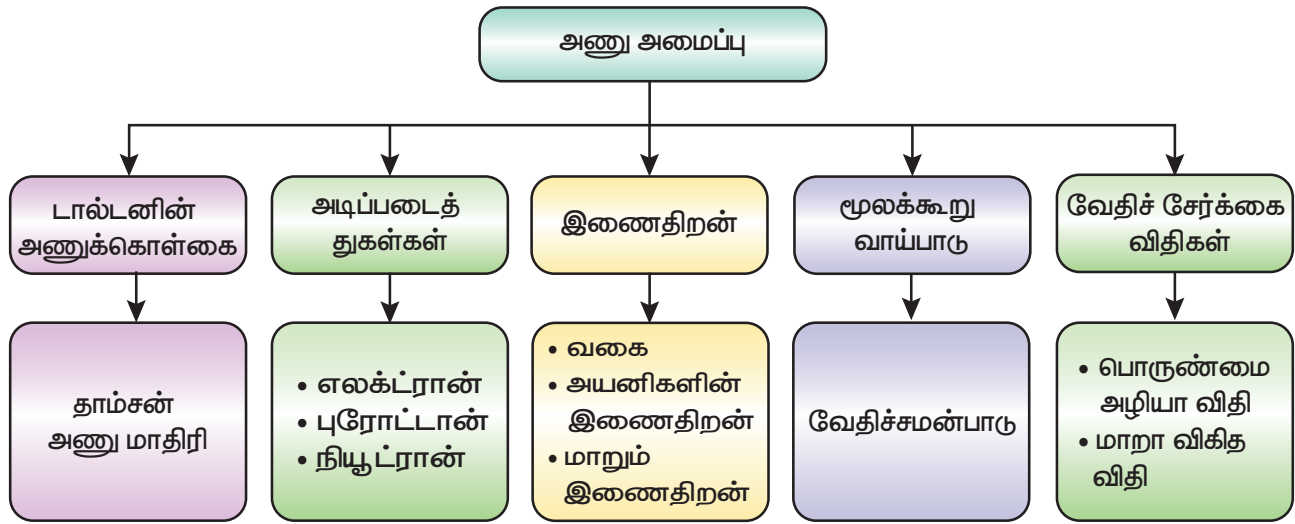 அணு அமைப்பு
டால்டனின்
அணுக்கொள்கை
அடிப்படைத்
துகள்கள்
இணைதிறன்
மூலக்கூறு
வாய்பாடு
வேதிச் சேர்க்கை
விதிகள்
தாம்சன்
அணு மாதிரி
• எலக்ட்ரான்
• புரோட்டான்
• நியூட்ரான்
• வகை
• அயனிகளின்
இணைதிறன்
• மாறும்
இணைதிறன்
வேதிச்சமன்பாடு
• பொருண்மை
அழியா விதி
• மாறா விகித
விதி